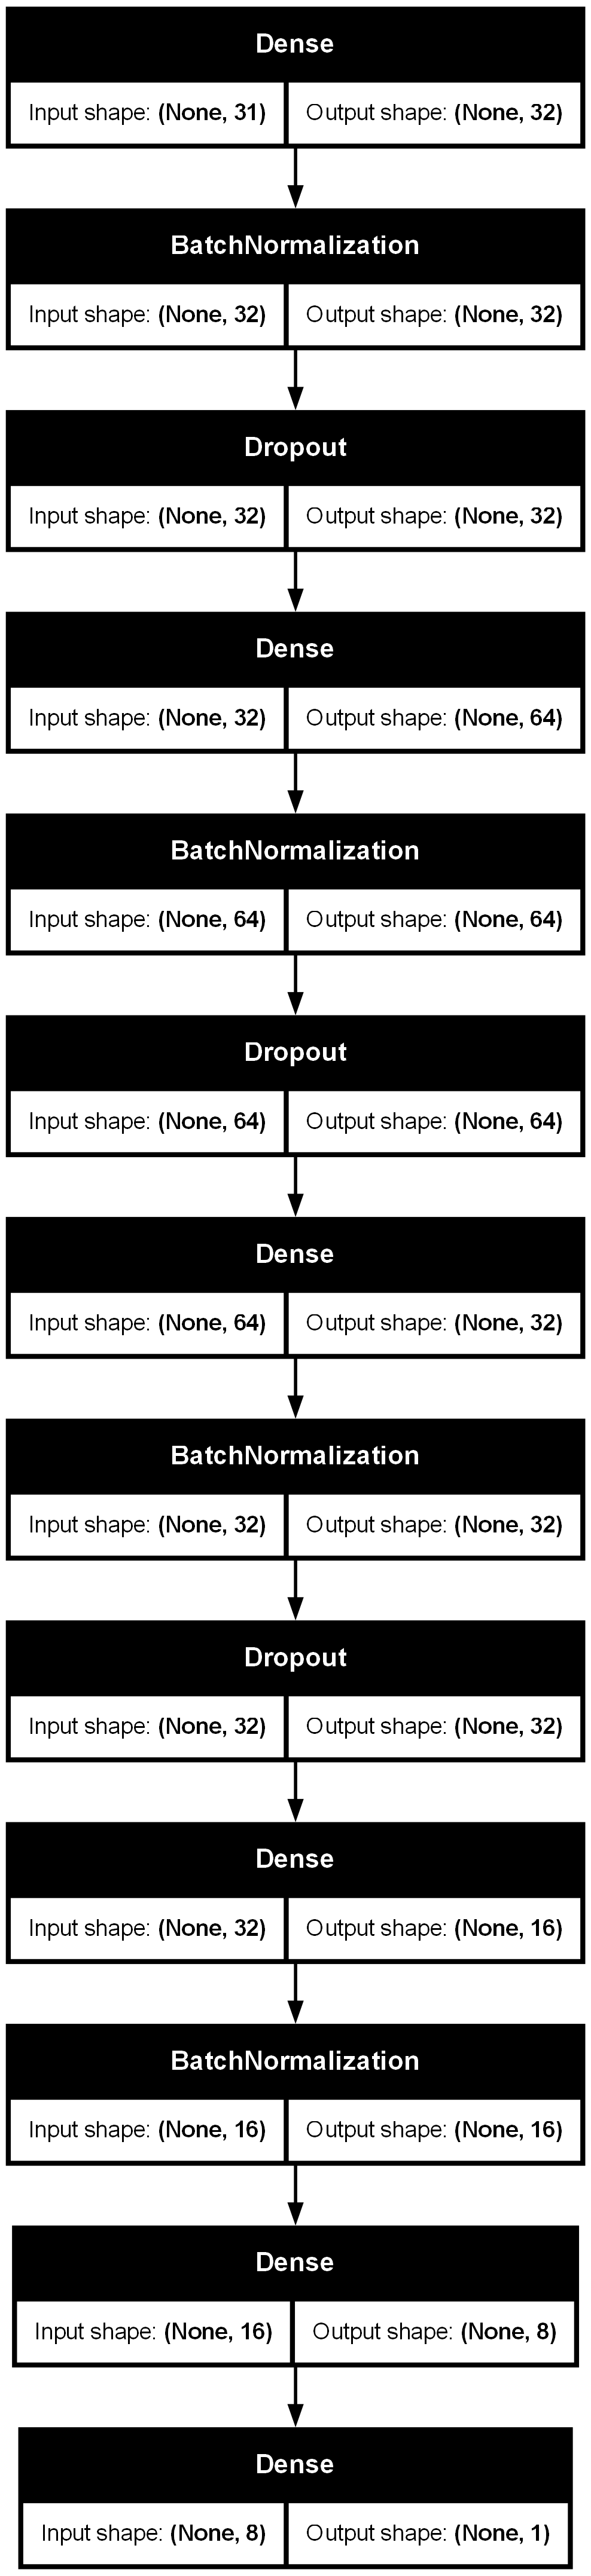 Dense
Input shape: (None, 31) Output shape: (None, 32)
BatchNormalization
Input shape: (None, 32) Output shape: (None, 32)
Dropout
Input shape: (None, 32) Output shape: (None, 32)
Dense
Input shape: (None, 32) Output shape: (None, 64)
BatchNormalization
Input shape: (None, 64) Output shape: (None, 64)
Dropout
Input shape: (None, 64) Output shape: (None, 64)
Dense
Input shape: (None, 64) Output shape: (None, 32)
BatchNormalization
Input shape: (None, 32) Output shape: (None, 32)
Dropout
Input shape: (None, 32) Output shape: (None, 32)
Dense
Input shape: (None, 32) Output shape: (None, 16)
BatchNormalization
Input shape: (None, 16) Output shape: (None, 16)
Dense
Input shape: (None, 16) Output shape: (None, 8)
Dense
Input shape: (None, 8) Output shape: (None, 1)